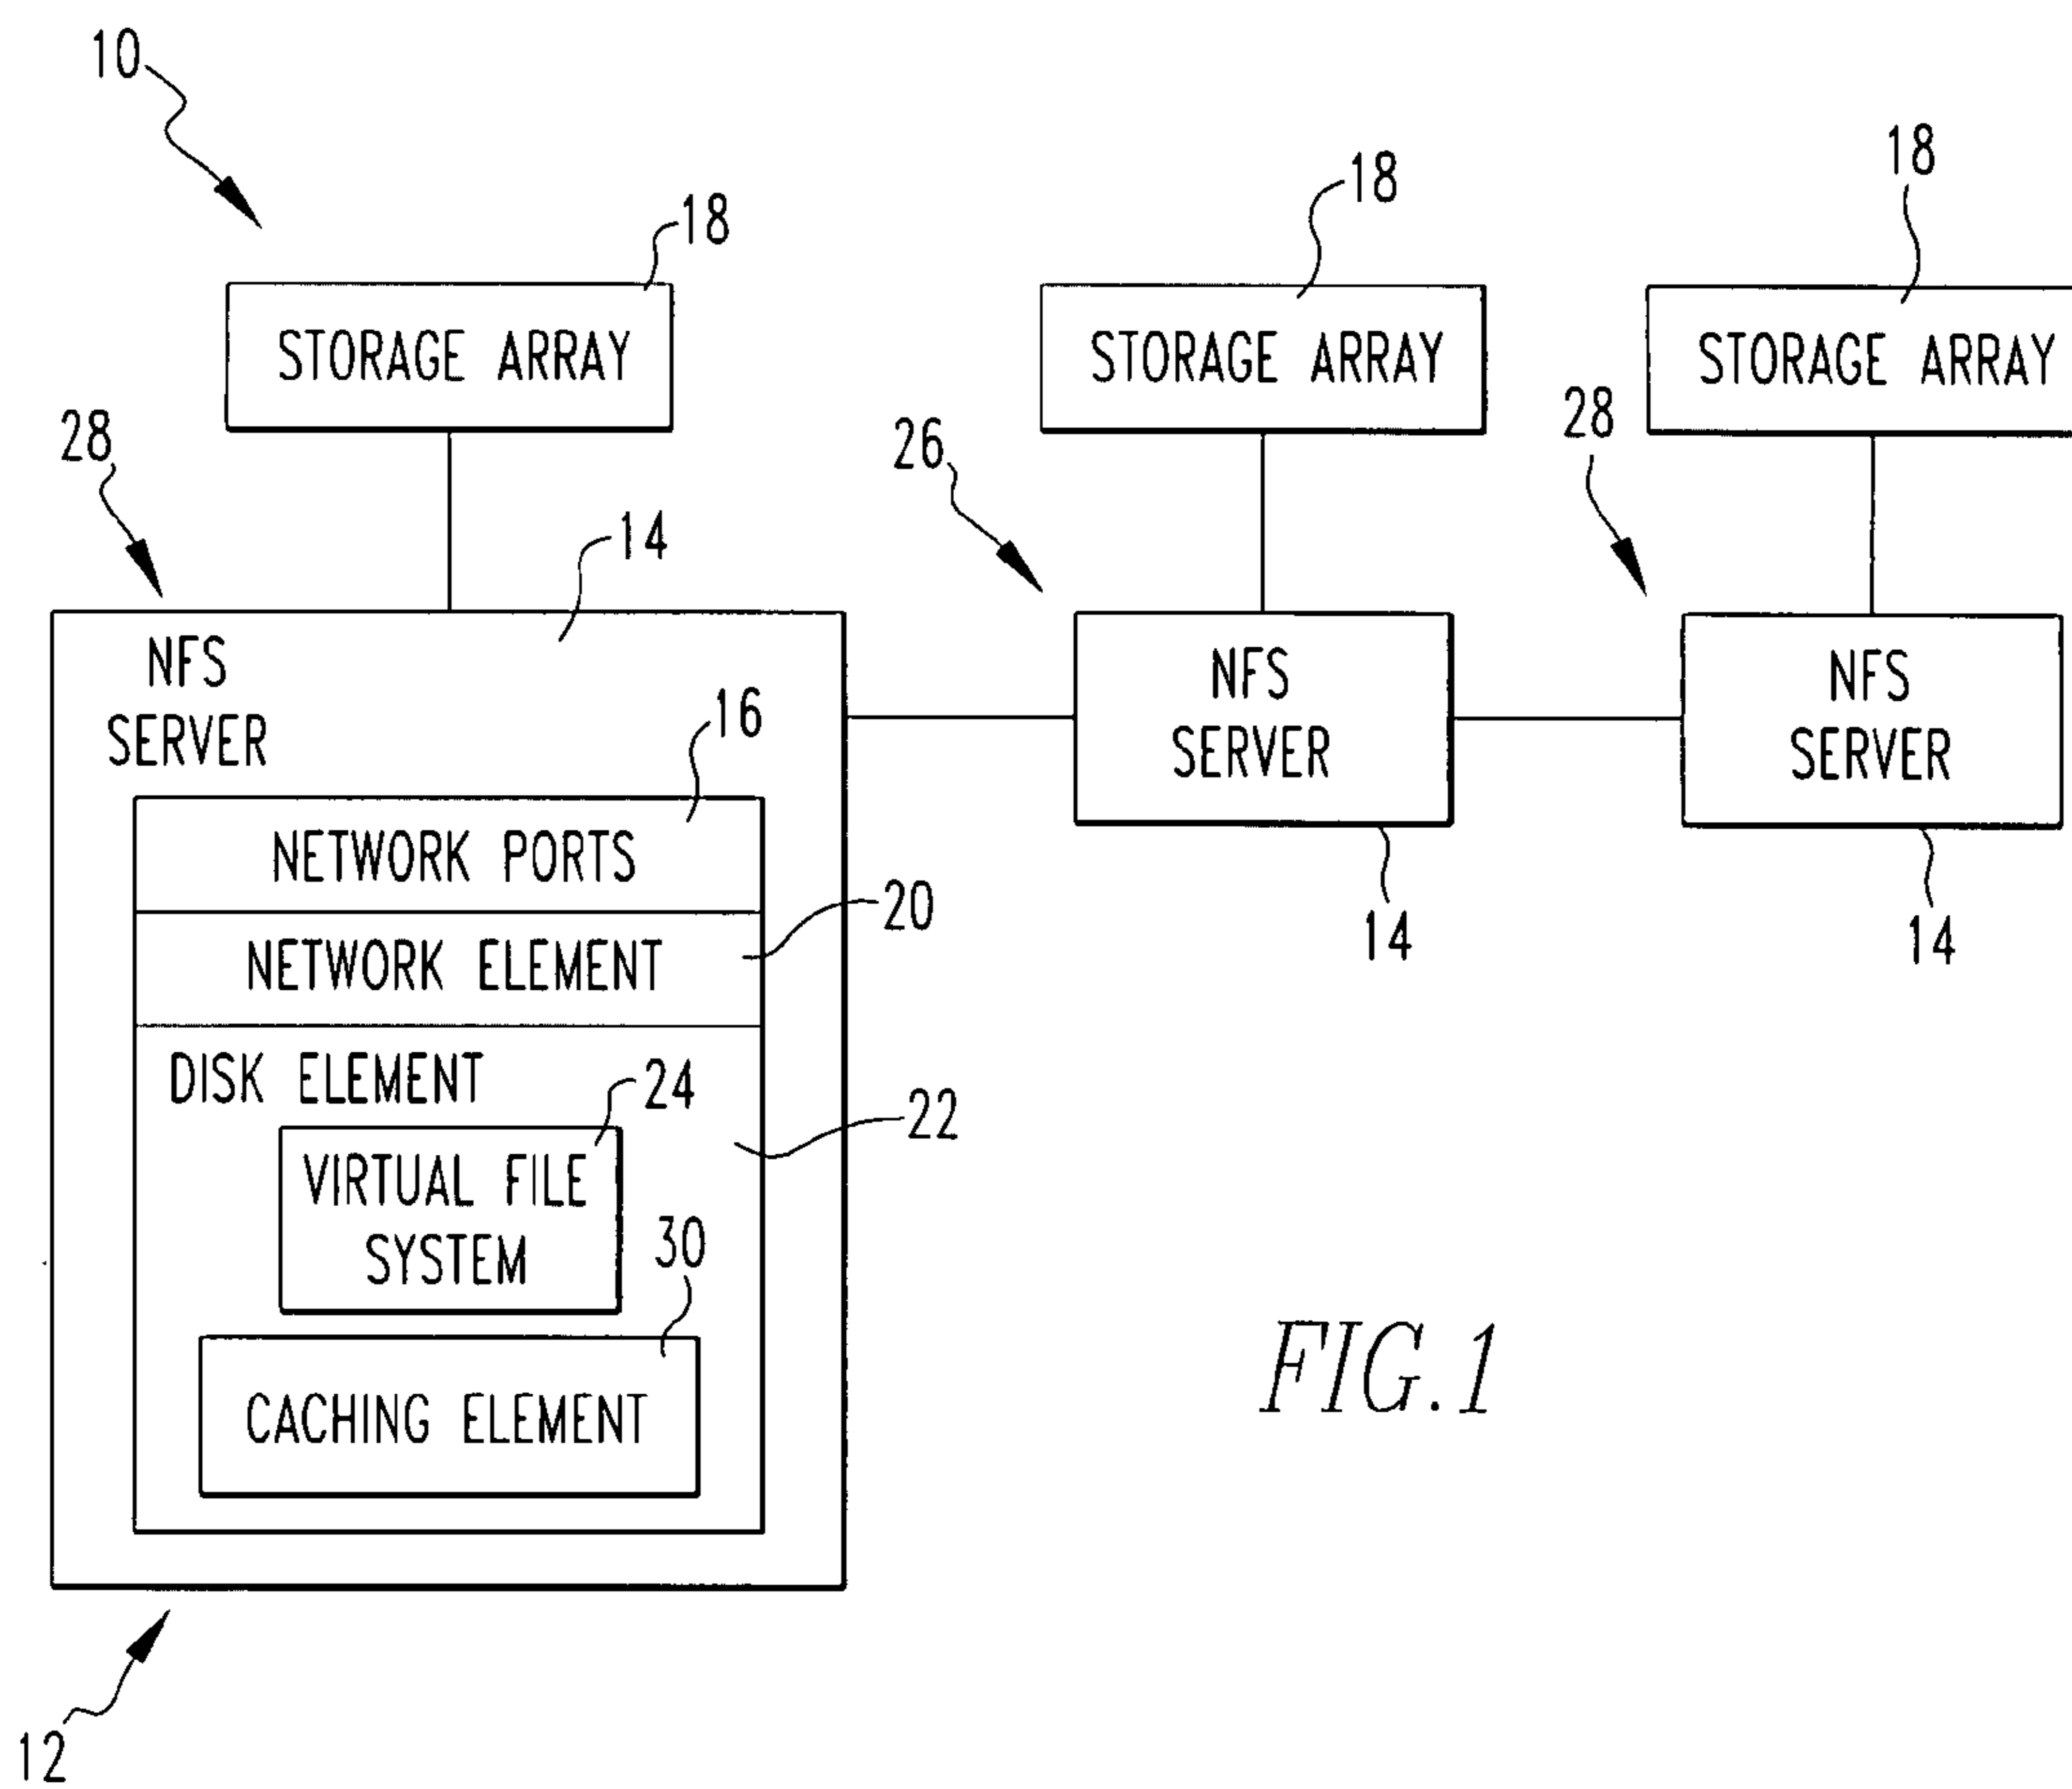 10
18
18
18
STORAGE ARRAY
STORAGE ARRAY
STORAGE ARRAY
28
26
28
14
NFS
SERVER
NFS
SERVER
NFS
SERVER
16
NETWORK PORTS
20
14
14
NETWORK ELEMENT
DISK ELEMENT
24
22
VIRTUAL FILE
SYSTEM
30
CACHING ELEMENT
FIG.1
12